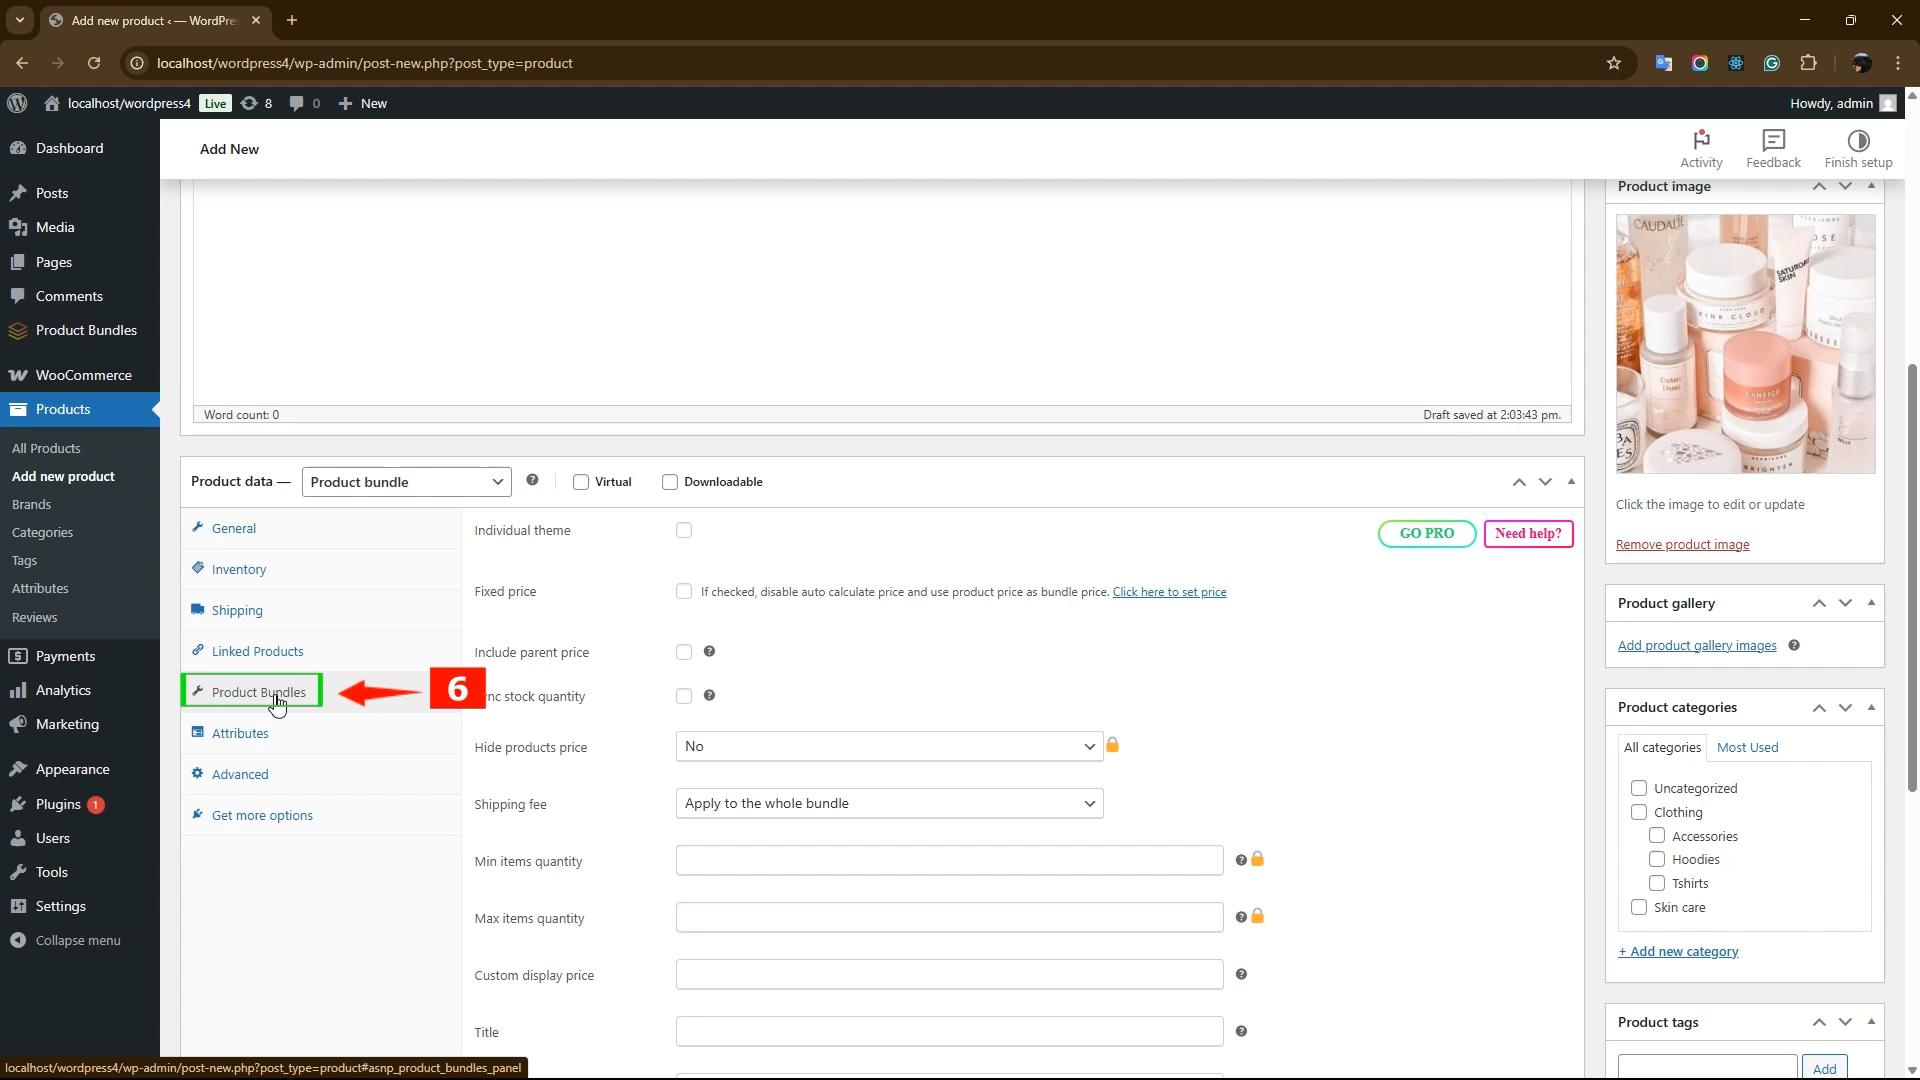 Add new product ‹ — WordPre
localhost/wordpress4/wp-admin/post-new.php?post_type=product
localhost/wordpress4 Live 8 0 New
Howdy, admin
Dashboard
Posts
Media
Pages
Comments
Product Bundles
WooCommerce
Products
All Products
Add new product
Brands
Categories
Tags
Attributes
Reviews
Payments
Analytics
Marketing
Appearance
Plugins 1
Users
Tools
Settings
Collapse menu
Add New
Activity
Feedback
Finish setup
Word count: 0
Draft saved at 2:03:43 pm.
Product data — Product bundle
Virtual
Downloadable
General
Inventory
Shipping
Linked Products
Product Bundles
6
Attributes
Advanced
Get more options
Individual theme
GO PRO
Need help?
Fixed price
If checked, disable auto calculate price and use product price as bundle price. Click here to set price
Include parent price
nc stock quantity
Hide products price
No
Shipping fee
Apply to the whole bundle
Min items quantity
Max items quantity
Custom display price
Title
Product image
CAUDALÍE
SATURDAY
SKIN
PINK CLOUD
LANEIGE
BRIGHTEN
Click the image to edit or update
Remove product image
Product gallery
Add product gallery images
Product categories
All categories
Most Used
Uncategorized
Clothing
Accessories
Hoodies
Tshirts
Skin care
+ Add new category
Product tags
Add
localhost/wordpress4/wp-admin/post-new.php?post_type=product#asnp_product_bundles_panel